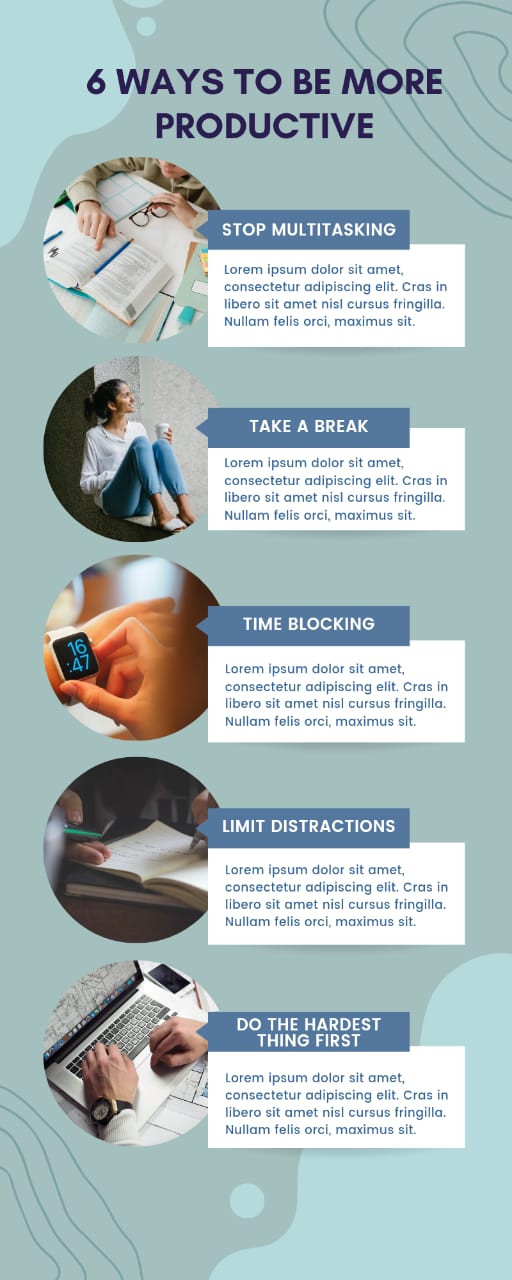 6 WAYS TO BE MORE
PRODUCTIVE
STOP MULTITASKING
Lorem ipsum dolor sit amet,
consectetur adipiscing elit. Cras in
libero sit amet nisl cursus fringilla.
Nullam felis orci, maximus sit.
TAKE A BREAK
Lorem ipsum dolor sit amet,
consectetur adipiscing elit. Cras in
libero sit amet nisl cursus fringilla.
Nullam felis orci, maximus sit.
16
:47
TIME BLOCKING
Lorem ipsum dolor sit amet,
consectetur adipiscing elit. Cras in
libero sit amet nisl cursus fringilla.
Nullam felis orci, maximus sit.
LIMIT DISTRACTIONS
Lorem ipsum dolor sit amet,
consectetur adipiscing elit. Cras in
libero sit amet nisl cursus fringilla.
Nullam felis orci, maximus sit.
DO THE HARDEST
THING FIRST
Lorem ipsum dolor sit amet,
consectetur adipiscing elit. Cras in
libero sit amet nisl cursus fringilla.
Nullam felis orci, maximus sit.